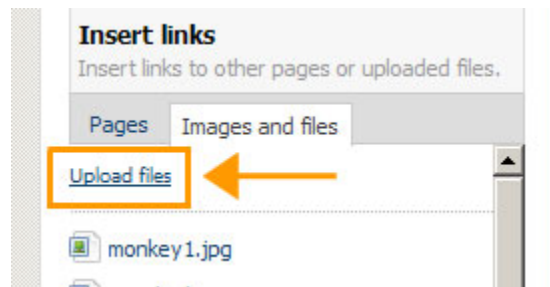 Insert links
Insert links to other pages or uploaded files.
Pages Images and files
Upload files
monkey1.jpg